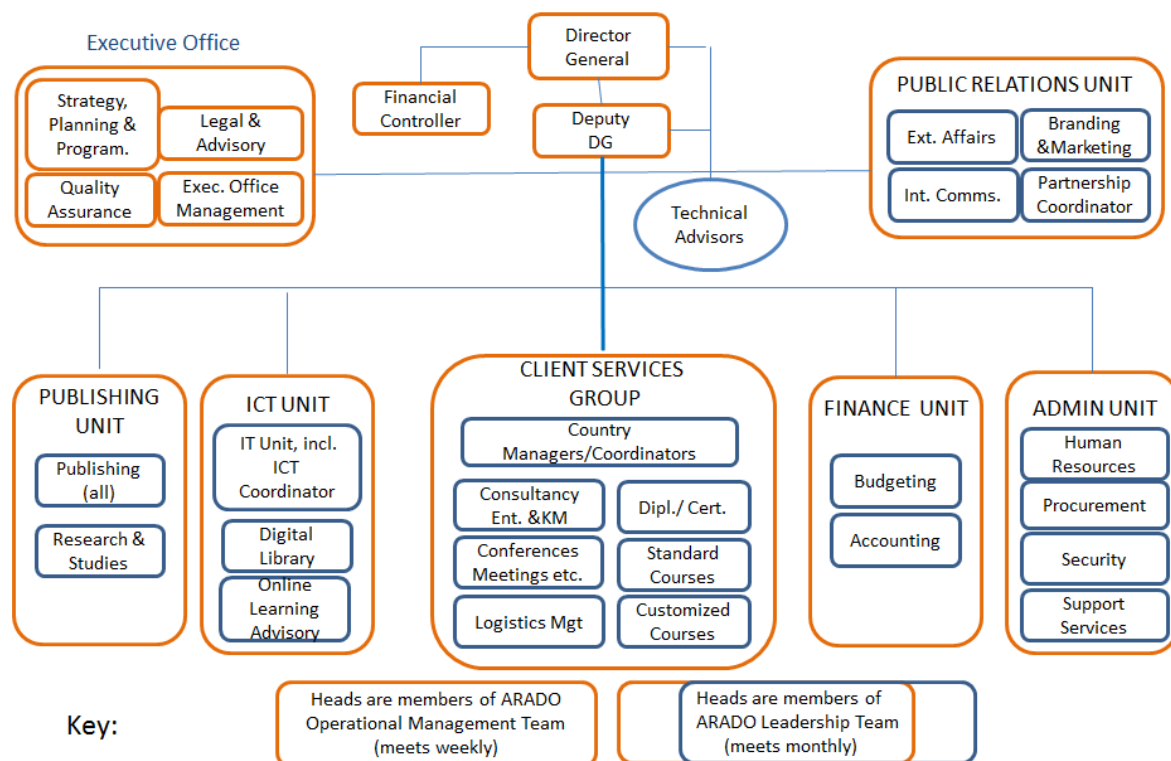 Executive Office
Strategy,
Planning &
Program.
Legal &
Advisory
Quality
Assurance
Exec. Office
Management
Director
General
Financial
Controller
Deputy
DG
Technical
Advisors
PUBLIC RELATIONS UNIT
Ext. Affairs
Branding
&Marketing
Int. Comms.
Partnership
Coordinator
PUBLISHING
UNIT
Publishing
(all)
Research &
Studies
ICT UNIT
IT Unit, incl.
ICT
Coordinator
Digital
Library
Online
Learning
Advisory
CLIENT SERVICES
GROUP
Country
Managers/Coordinators
Consultancy
Ent. &KM
Dipl./ Cert.
Conferences
Meetings etc.
Standard
Courses
Logistics Mgt
Customized
Courses
FINANCE UNIT
Budgeting
Accounting
ADMIN UNIT
Human
Resources
Procurement
Security
Support
Services
Key:
Heads are members of ARADO
Operational Management Team
(meets weekly)
Heads are members of
ARADO Leadership Team
(meets monthly)